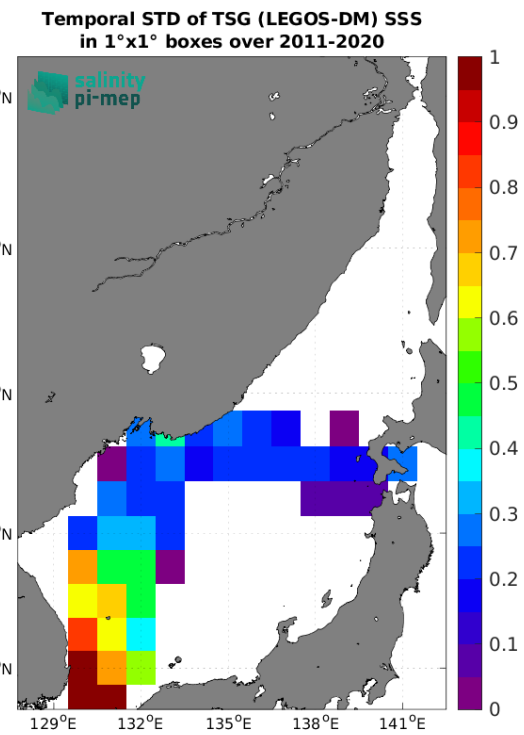 Temporal STD of TSG (LEGOS-DM) SSS
in 1°x1° boxes over 2011-2020
salinity
pi-mep
°N
°N
°N
°N
°N
1
0.9
0.8
0.7
0.6
0.5
0.4
0.3
0.2
0.1
0
129°E 132°E 135°E 138°E 141°E